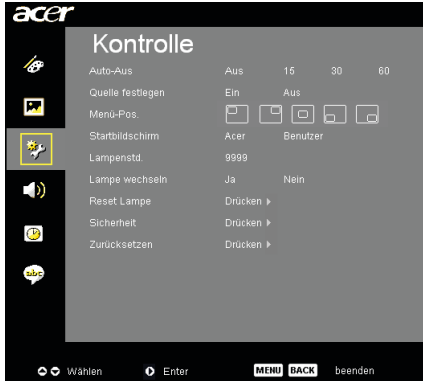 acer
Kontrolle
Auto-Aus Aus 15 30 60
Quelle festlegen Ein Aus
Menü-Pos.
Startbildschirm Acer Benutzer
Lampenstd. 9999
Lampe wechseln Ja Nein
Reset Lampe Drücken
Sicherheit Drücken
Zurücksetzen Drücken
abc
Wählen Enter MENU BACK beenden